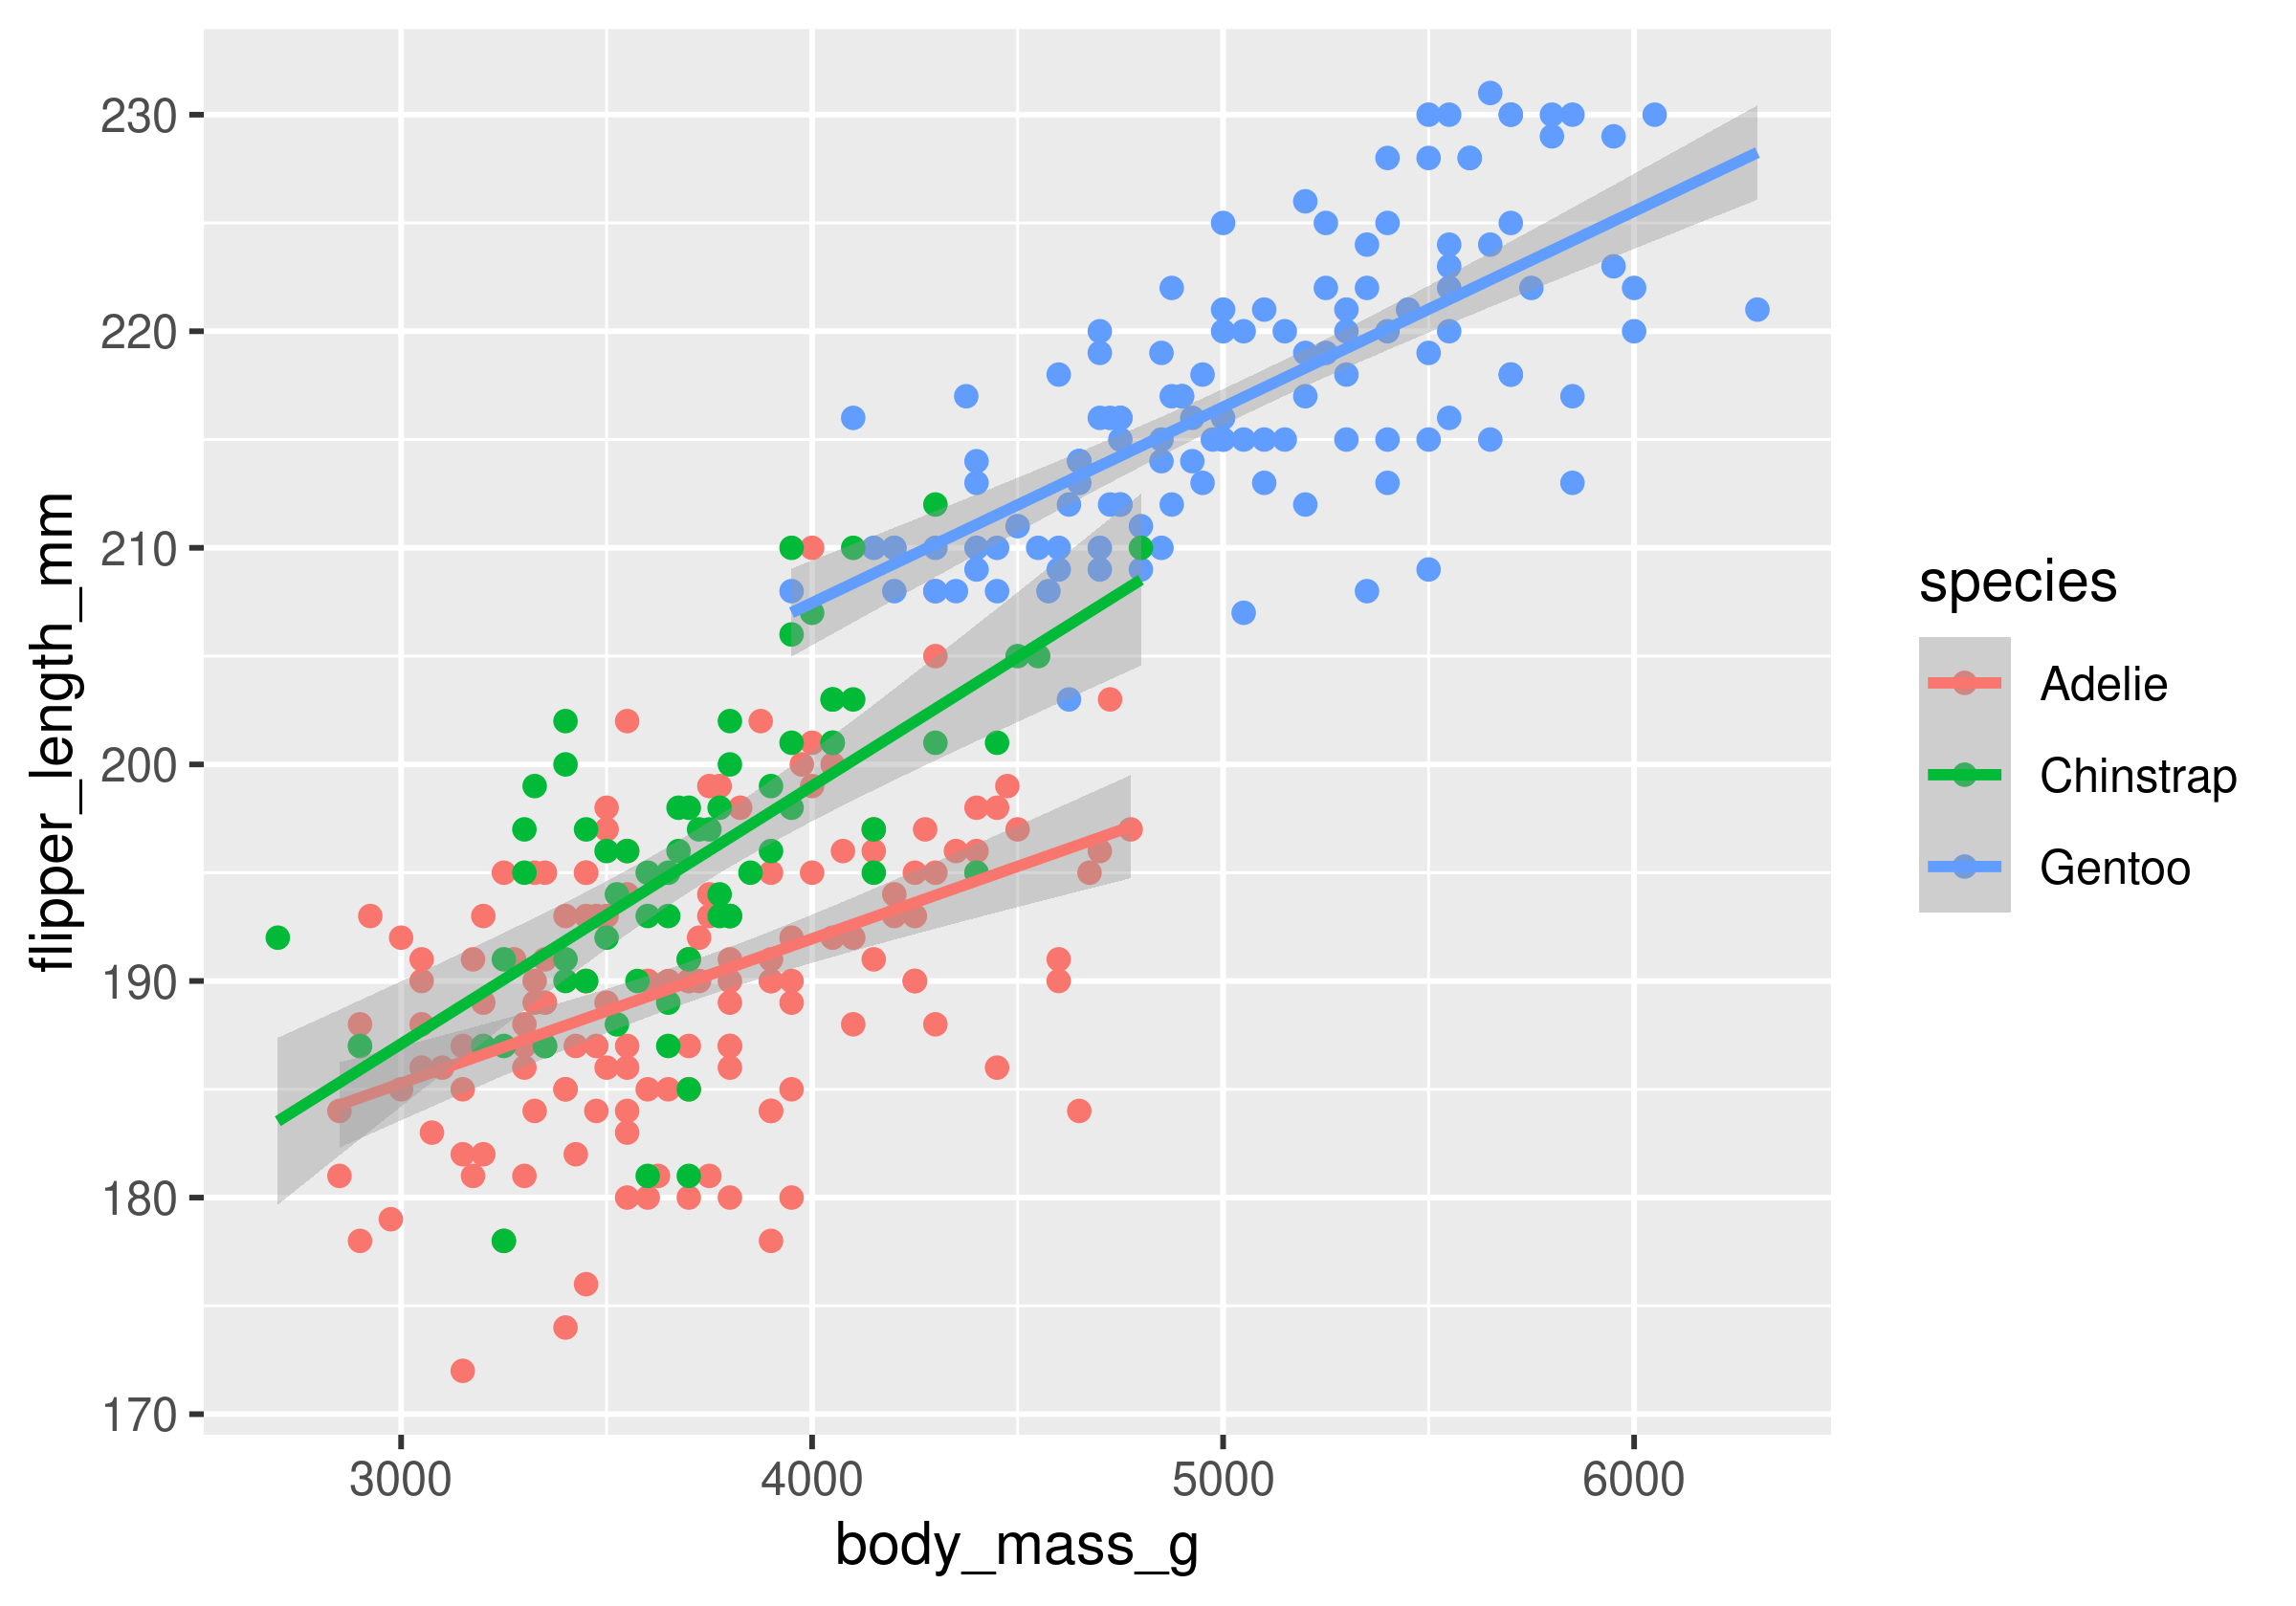 flipper_length_mm
230
220
210
200
190
180
170
3000 4000 5000 6000
body_mass_g
species
Adelie
Chinstrap
Gentoo